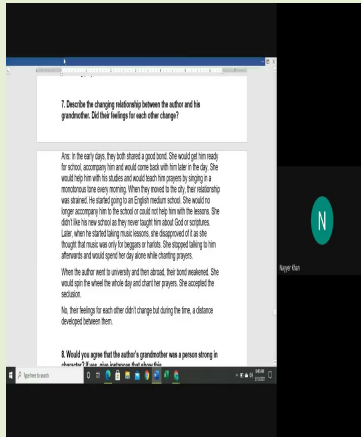 7. Describe the changing relationship between the author and his
grandmother. Did their feelings for each other change?
Ans: In the early days, they both shared a good bond. She would get him ready
for school, accompany him and would come back with him later in the day. She
would help him with his studies and would teach him prayers by singing in a
monotonous tone every morning. When they moved to the city, their relationship
was strained. He started going to an English medium school. She would no
longer accompany him to the school or could not help with the lessons. She
didn't like his new school as they never taught him about God or scriptures.
Later, when he started taking music lessons, she disapproved of it as she
thought that music was only for beggars or harlots. She stopped talking to him
afterwards and would spend her day alone while chanting prayers.
When the author went to university and then abroad, their bond weakened. She
would spin the wheel the whole day and chant her prayers. She accepted the
seclusion.
No, their feelings for each other didn't change but during the time, a distance
developed between them.
8. Would you agree that the author's grandmother was a person strong in
character? If yes, give instances that show this.
Type here to search
N
Nayyer Khan